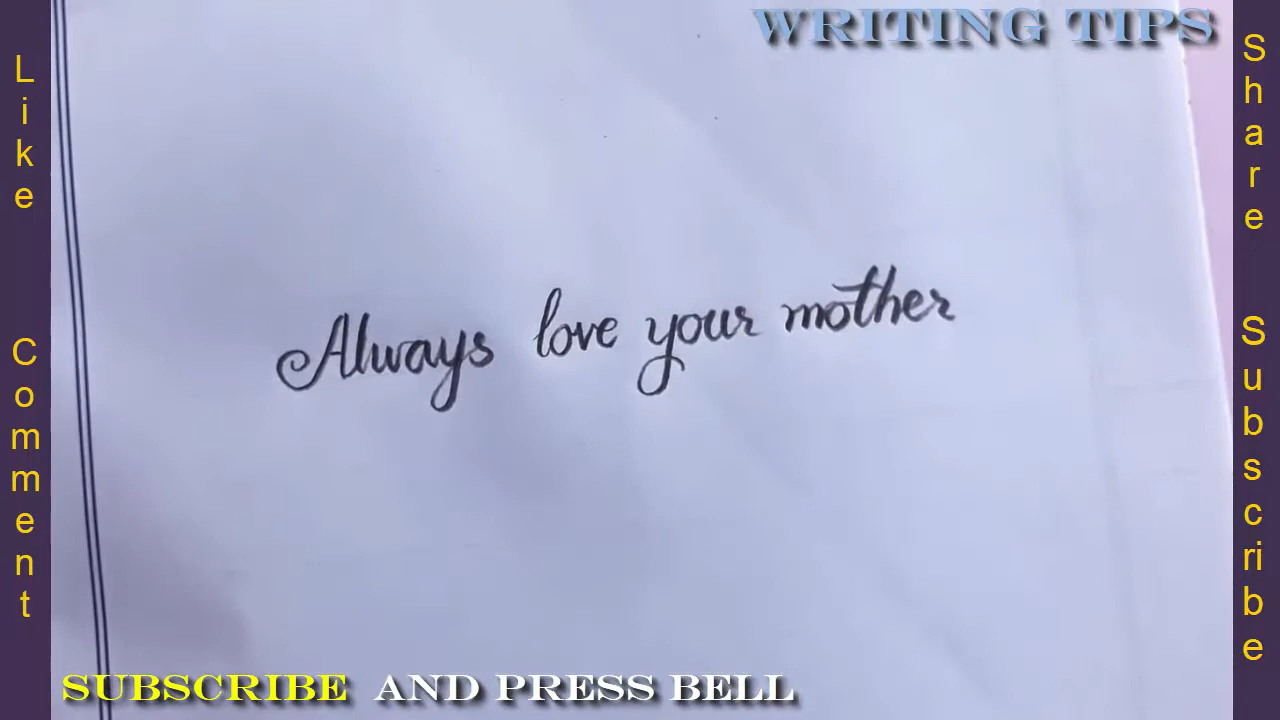 WRITING TIPS
Like
Comment
Always love your mother
Share
Subscribe
SUBSCRIBE AND PRESS BELL